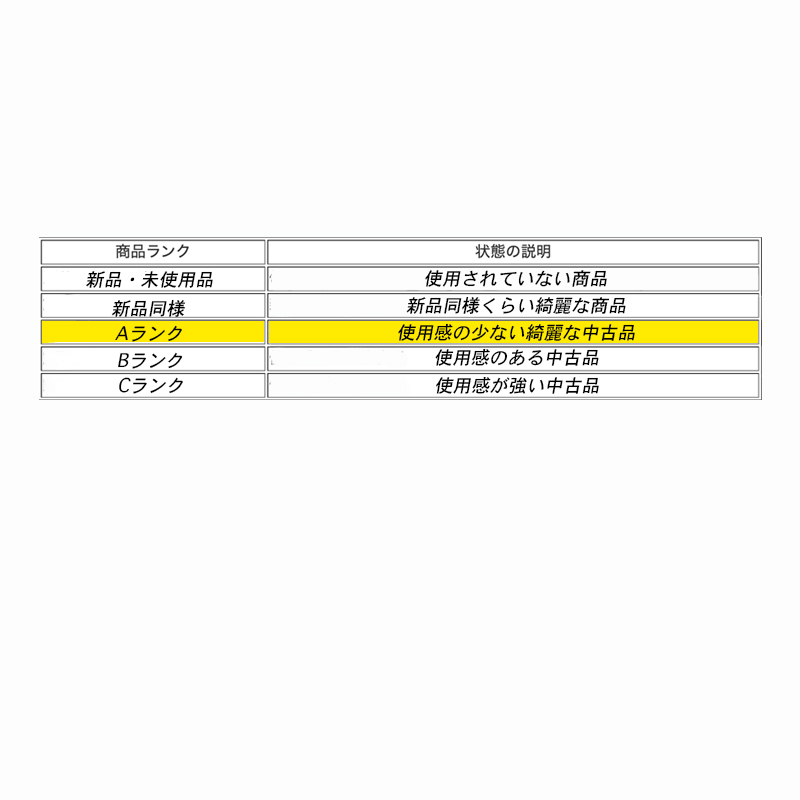 商品ランク 状態の説明
新品・未使用品 使用されていない商品
新品同様 新品同様くらい綺麗な商品
Aランク 使用感の少ない綺麗な中古品
Bランク 使用感のある中古品
Cランク 使用感が強い中古品